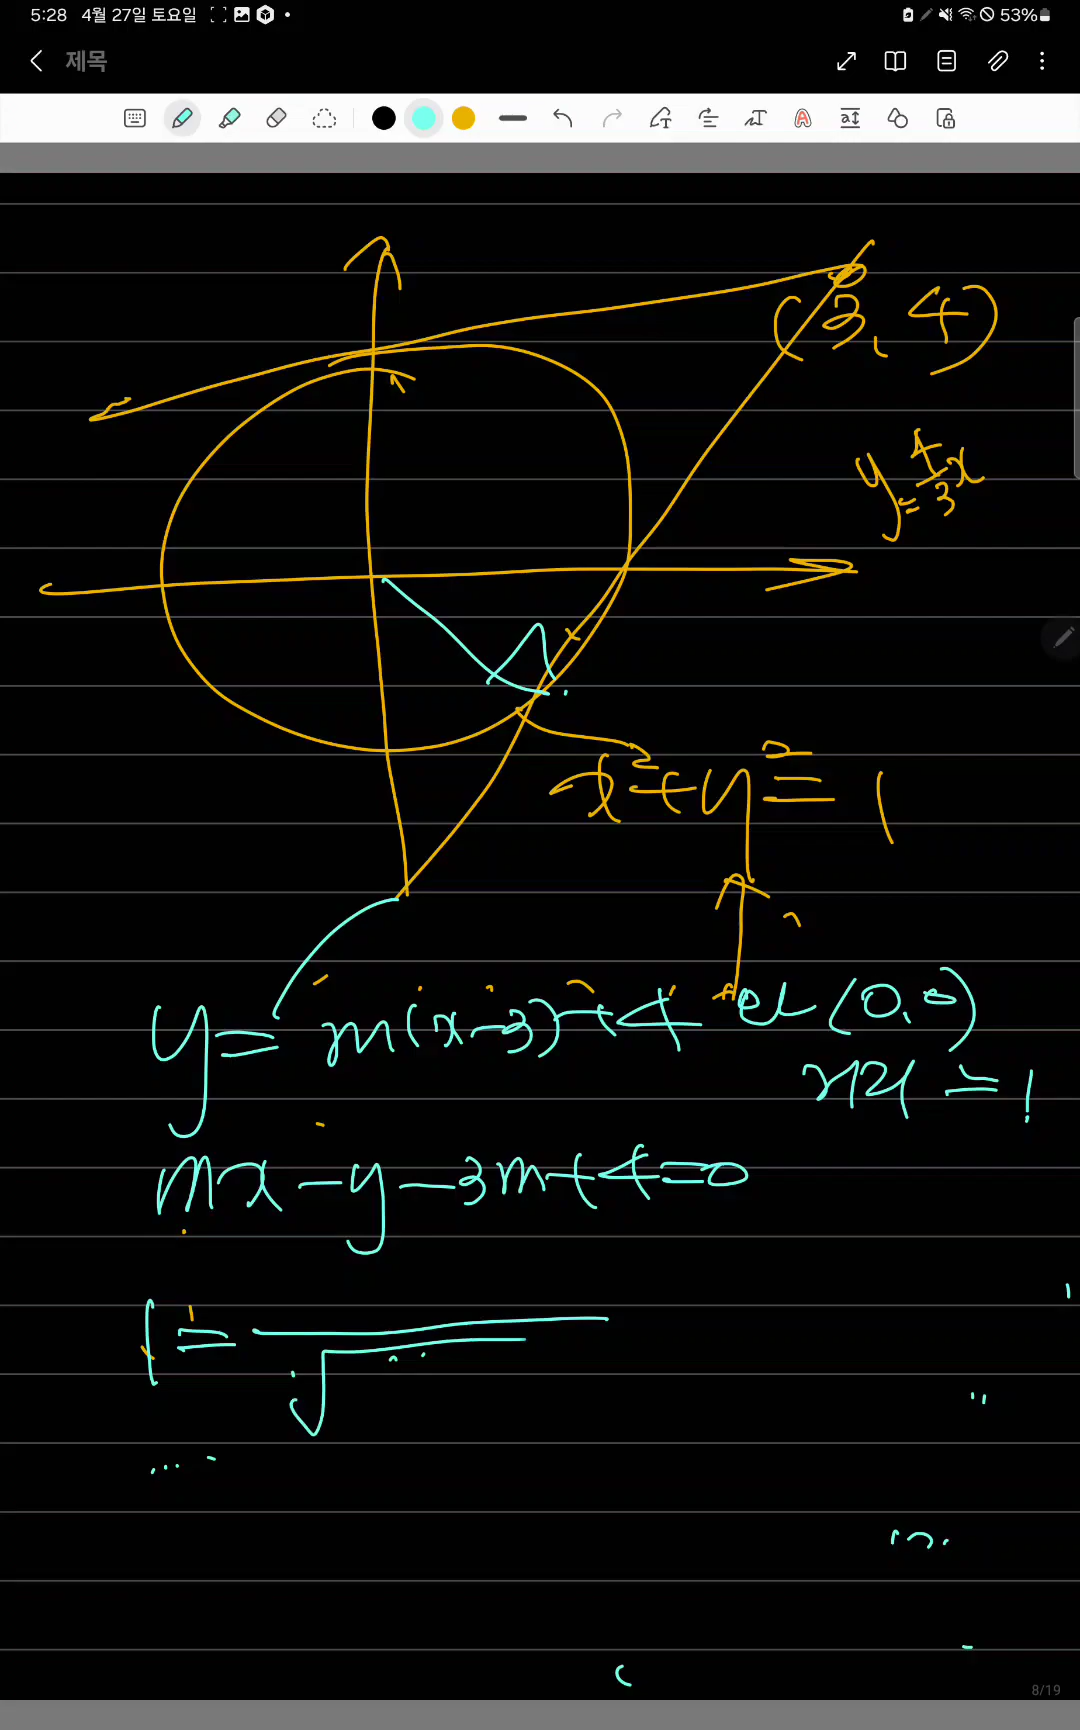 5:28 4월 27일 토요일
53%
제목
(3, 4)
y = 4/3 x
x² + y² = 1
y = m(x-3)+4 와 (0,0)
거리 = 1
mx - y - 3m + 4 = 0
1 = ─── √
8/19